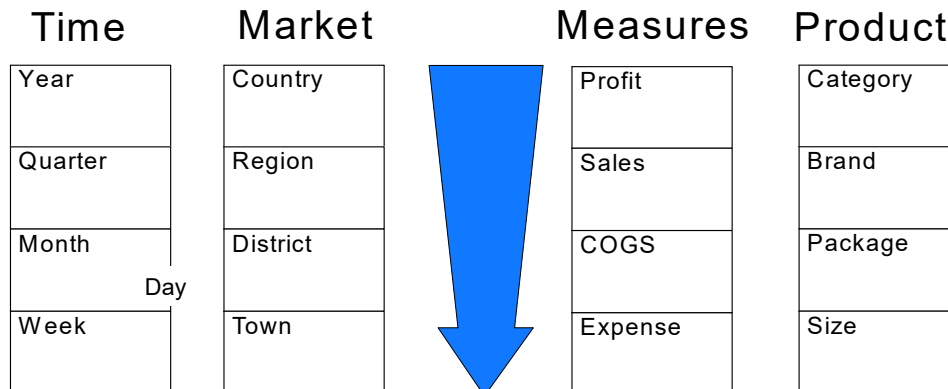 Time Market Measures Product
Year Country Profit Category
Quarter Region Sales Brand
Month District COGS Package
Day
Week Town Expense Size